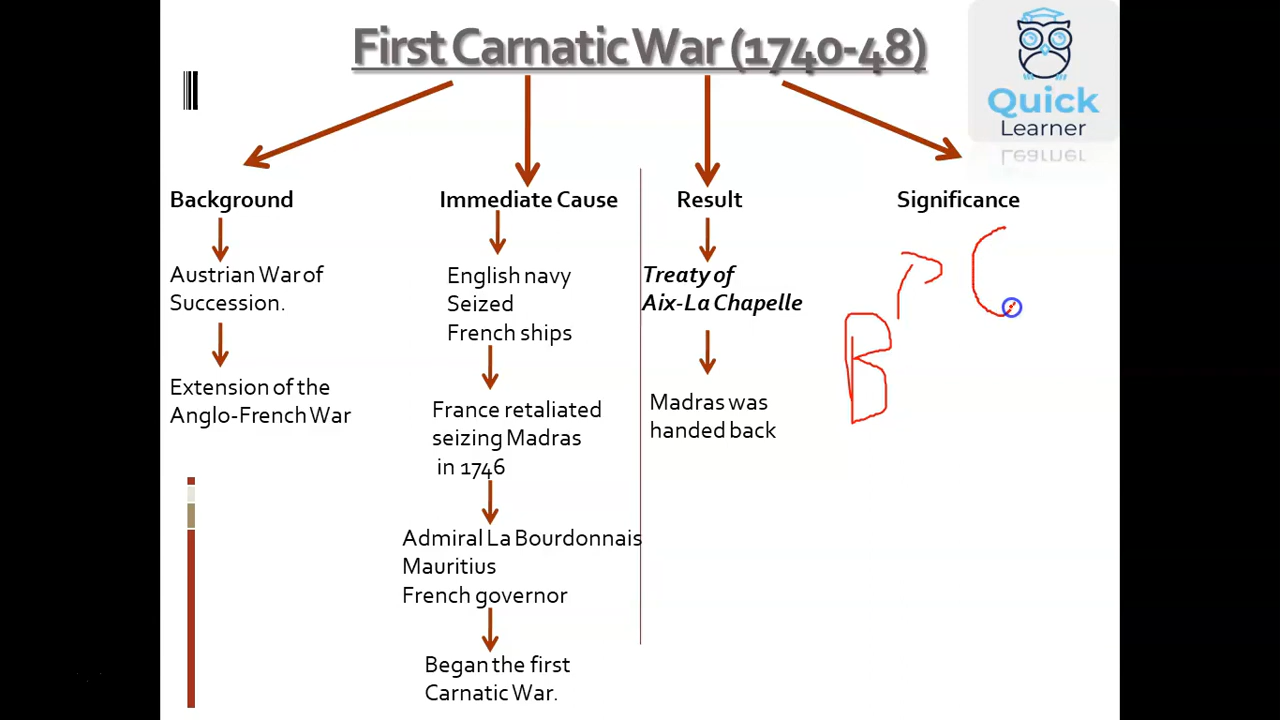 First Carnatic War (1740-48)
Quick
Learner
Background
Austrian War of
Succession.
Extension of the
Anglo-French War
Immediate Cause
English navy
Seized
French ships
France retaliated
seizing Madras
in 1746
Admiral La Bourdonnais
Mauritius
French governor
Began the first
Carnatic War.
Result
Treaty of
Aix-La Chapelle
Madras was
handed back
Significance
B